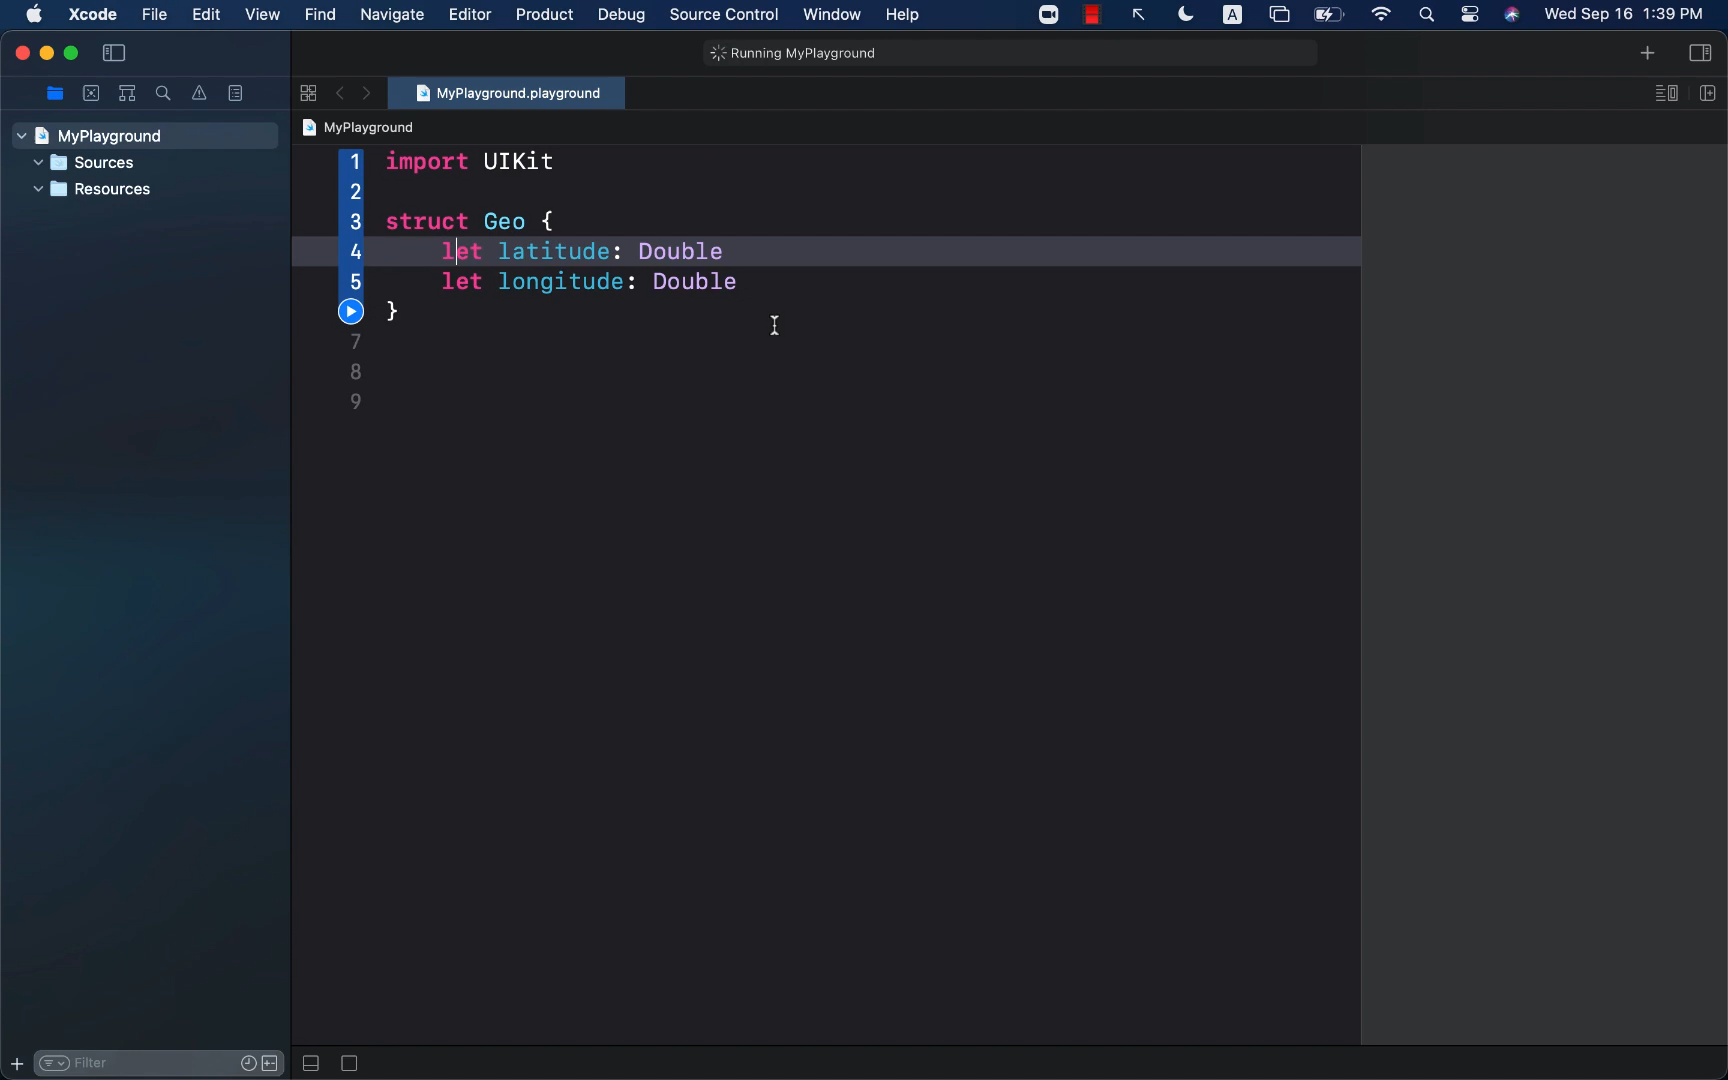 Xcode File Edit View Find Navigate Editor Product Debug Source Control Window Help A Wed Sep 16 1:39 PM
Running MyPlayground
MyPlayground.playground
MyPlayground
MyPlayground
Sources
Resources
1 import UIKit
2
3 struct Geo {
4 let latitude: Double
5 let longitude: Double
}
7
8
9
Filter